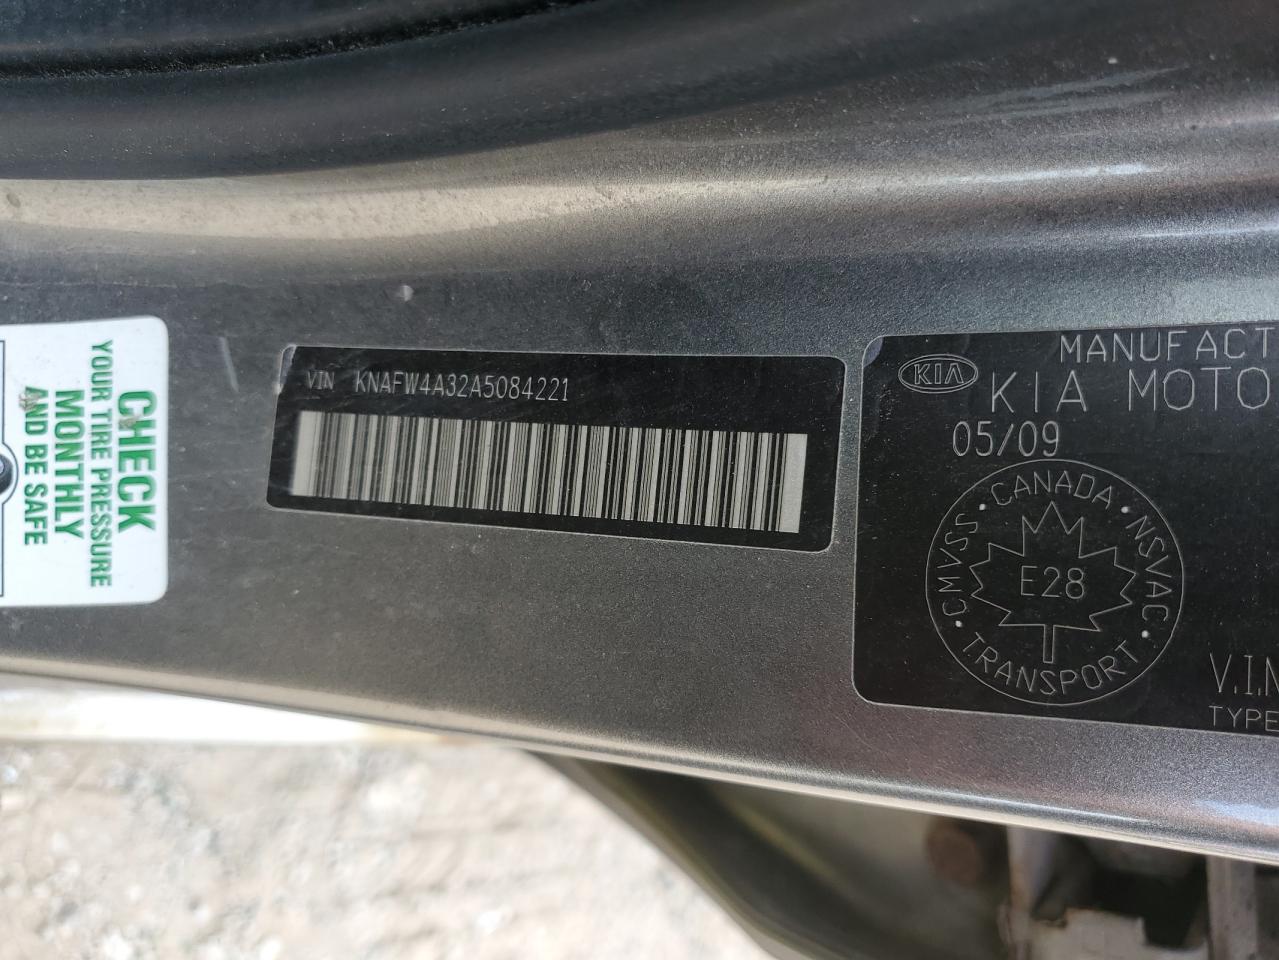 CHECK
YOUR TIRE PRESSURE
MONTHLY
AND BE SAFE
VIN KNAFW4A32A5084221
KIA
MANUFACT
KIA MOTO
05/09
CANADA
CMVSS · NSVAC
E28
TRANSPORT
V.I.N
TYPE